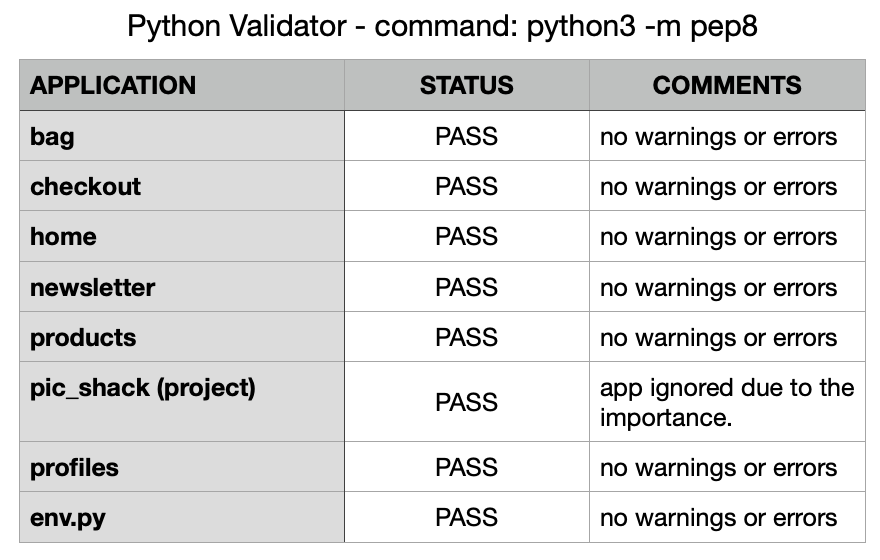 Python Validator - command: python3 -m pep8
APPLICATION STATUS COMMENTS
bag PASS no warnings or errors
checkout PASS no warnings or errors
home PASS no warnings or errors
newsletter PASS no warnings or errors
products PASS no warnings or errors
pic_shack (project) PASS app ignored due to the
importance.
profiles PASS no warnings or errors
env.py PASS no warnings or errors